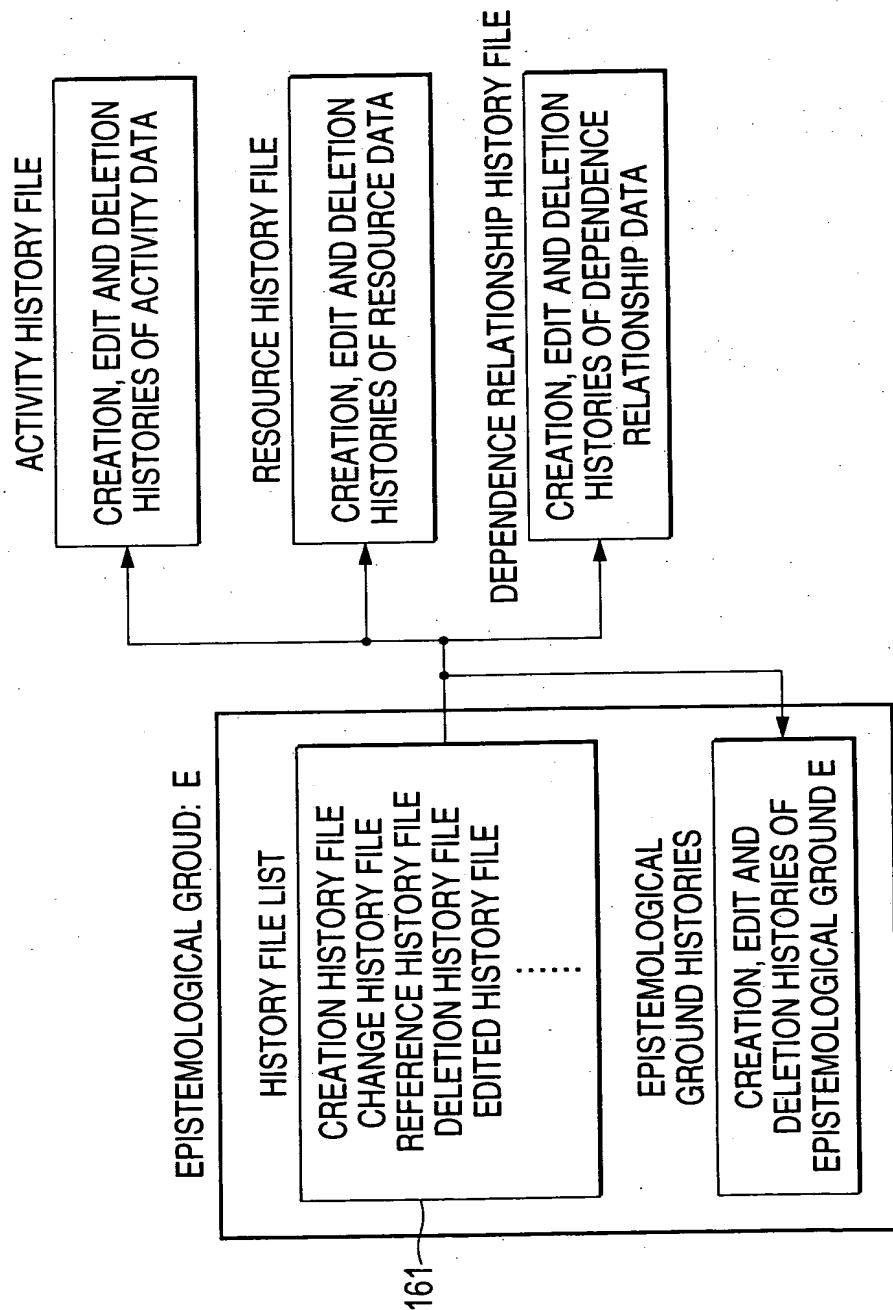 EPISTEMOLOGICAL GROUD: E
HISTORY FILE LIST
CREATION HISTORY FILE
CHANGE HISTORY FILE
REFERENCE HISTORY FILE
DELETION HISTORY FILE
EDITED HISTORY FILE
......
161
EPISTEMOLOGICAL
GROUND HISTORIES
CREATION, EDIT AND
DELETION HISTORIES OF
EPISTEMOLOGICAL GROUND E
ACTIVITY HISTORY FILE
CREATION, EDIT AND DELETION
HISTORIES OF ACTIVITY DATA
RESOURCE HISTORY FILE
CREATION, EDIT AND DELETION
HISTORIES OF RESOURCE DATA
DEPENDENCE RELATIONSHIP HISTORY FILE
CREATION, EDIT AND DELETION
HISTORIES OF DEPENDENCE
RELATIONSHIP DATA